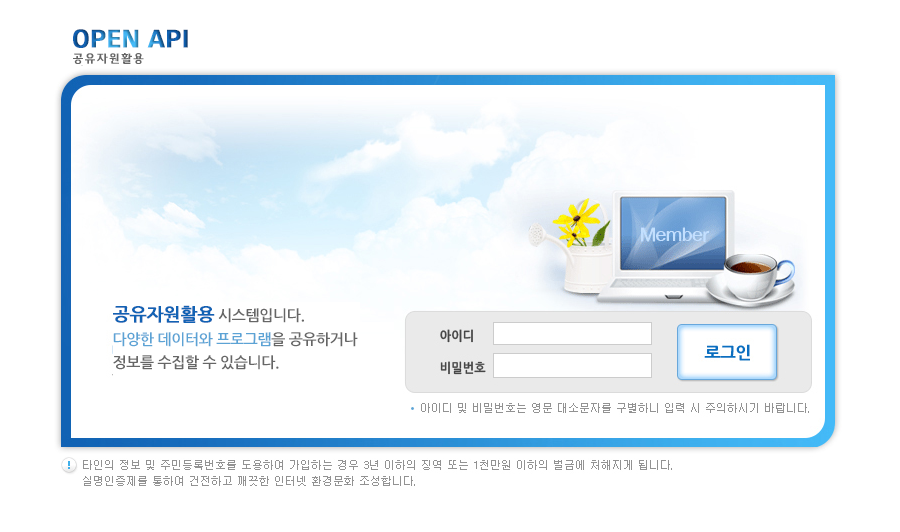 OPEN API
공유자원활용
Member
공유자원활용 시스템입니다.
다양한 데이터와 프로그램을 공유하거나
정보를 수집할 수 있습니다.
아이디
비밀번호
로그인
• 아이디 및 비밀번호는 영문 대소문자를 구별하니 입력 시 주의하시기 바랍니다.
! 타인의 정보 및 주민등록번호를 도용하여 가입하는 경우 3년 이하의 징역 또는 1천만원 이하의 벌금에 처해지게 됩니다.
실명인증제를 통하여 건전하고 깨끗한 인터넷 환경문화 조성합니다.